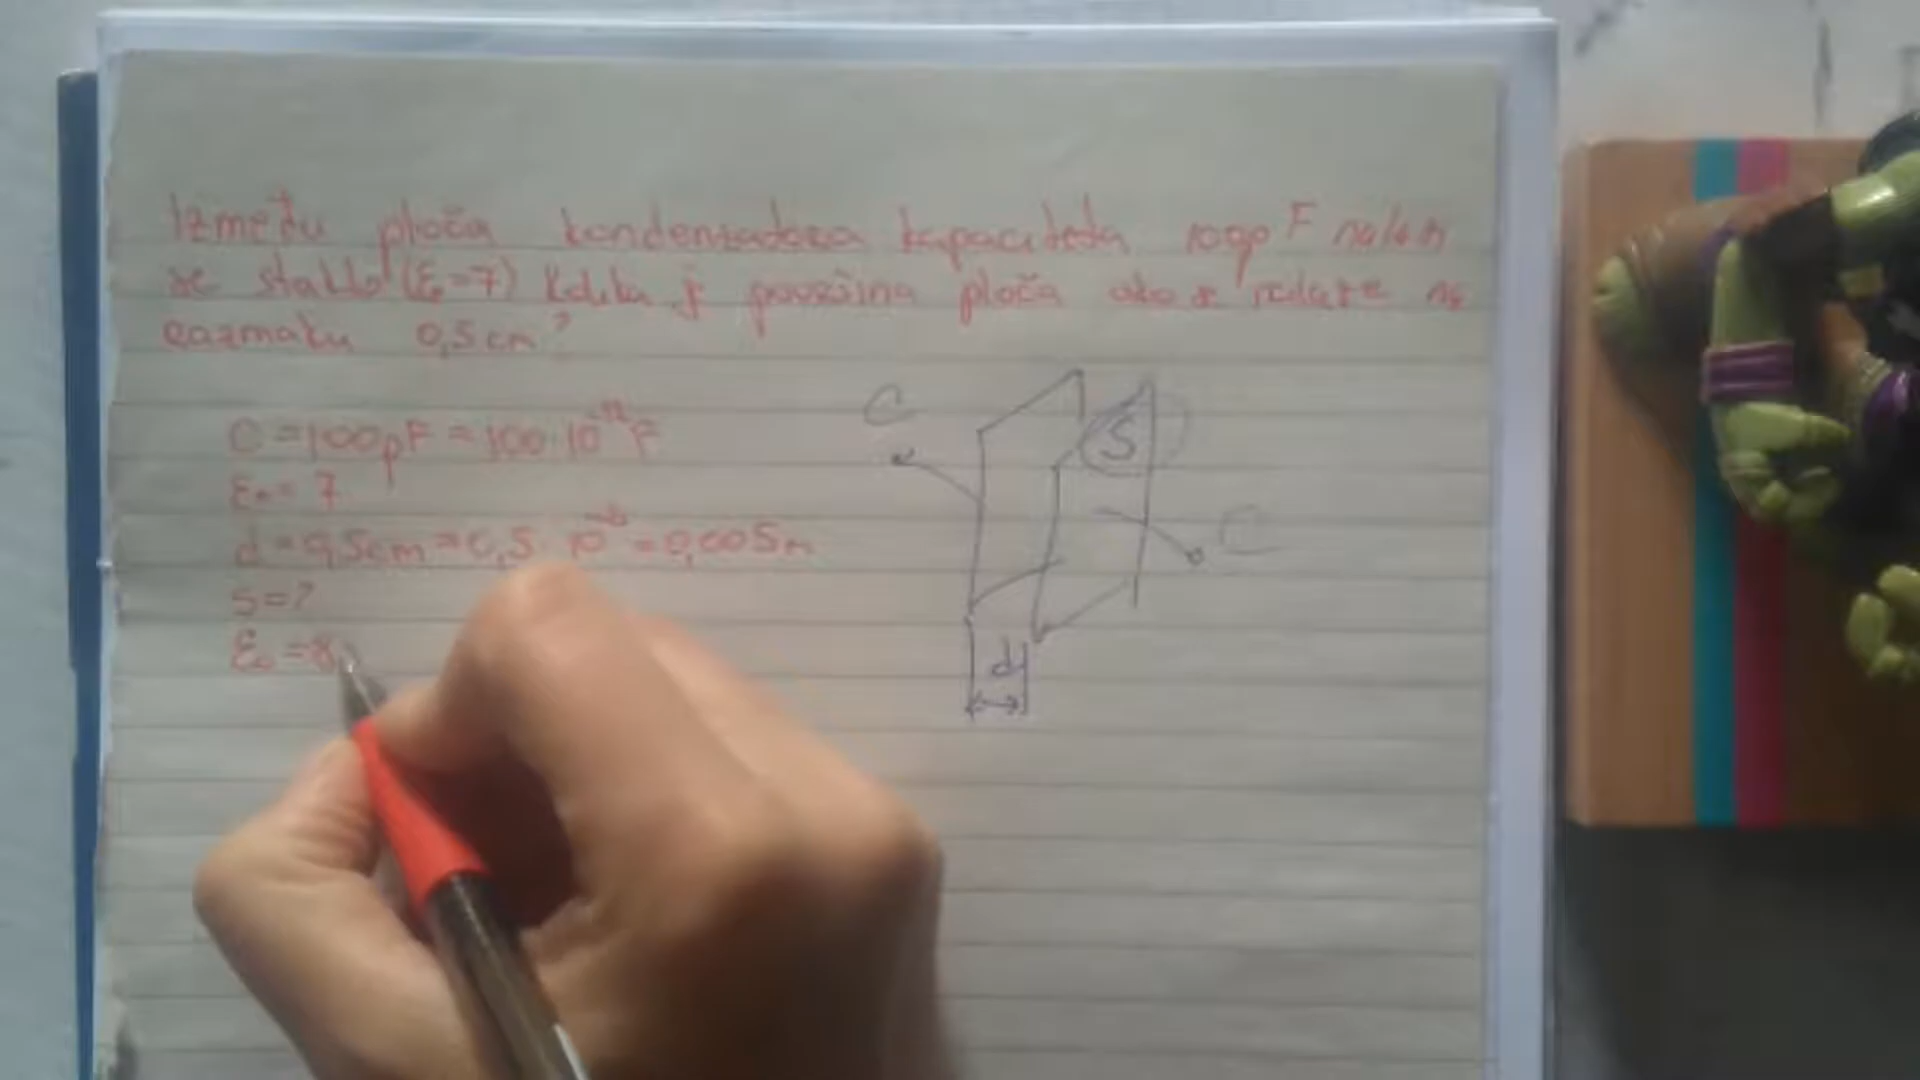 Između ploča kondenzatora kapaciteta 100pF nalazi
se staklo (εr=7) Kolika je površina ploča ako se nalaze na
razmaku 0,5cm?
C = 100pF = 100·10⁻¹²F
εr = 7
d = 0,5cm = 0,5 10 = 0,005m
S = ?
ε₀ = 8
C
S
d